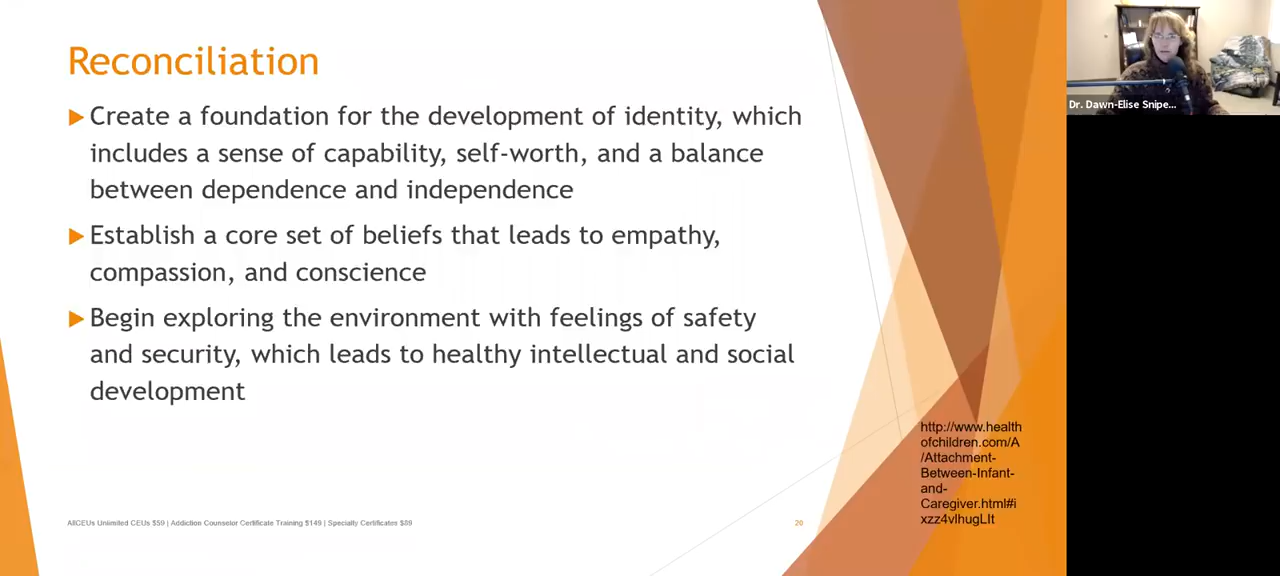 Reconciliation
Create a foundation for the development of identity, which
includes a sense of capability, self-worth, and a balance
between dependence and independence
Establish a core set of beliefs that leads to empathy,
compassion, and conscience
Begin exploring the environment with feelings of safety
and security, which leads to healthy intellectual and social
development
http://www.health
ofchildren.com/A
/Attachment-
Between-Infant-
and-
Caregiver.html#i
xzz4vIhugLIt
AllCEUs Unlimited CEUs $59 | Addiction Counselor Certificate Training $149 | Specialty Certificates $89
20
Dr. Dawn-Elise Snipe...